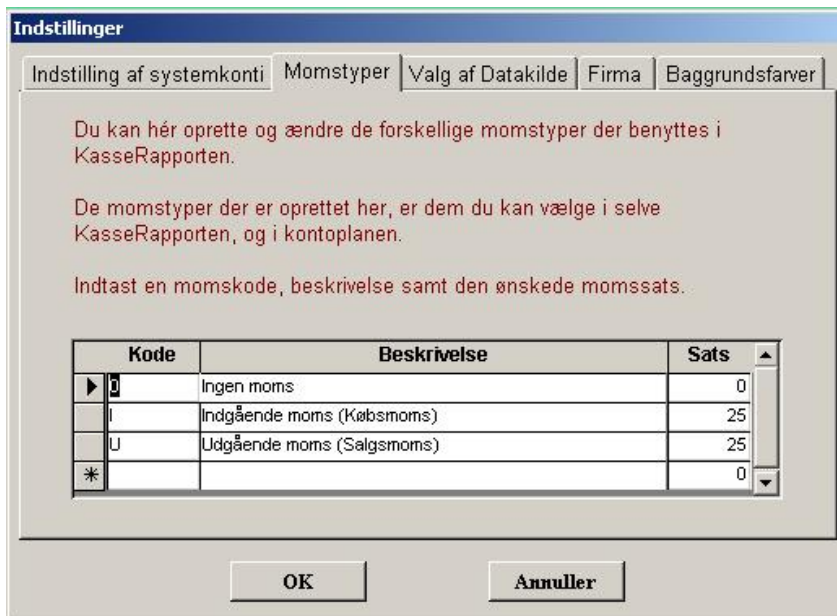 Indstillinger
Indstilling af systemkonti Momstyper Valg af Datakilde Firma Baggrundsfarver
Du kan hér oprette og ændre de forskellige momstyper der benyttes i
KasseRapporten.
De momstyper der er oprettet her, er dem du kan vælge i selve
KasseRapporten, og i kontoplanen.
Indtast en momskode, beskrivelse samt den ønskede momssats.
Kode Beskrivelse Sats
0 Ingen moms 0
I Indgående moms (Købsmoms) 25
U Udgående moms (Salgsmoms) 25
0
OK Annuller